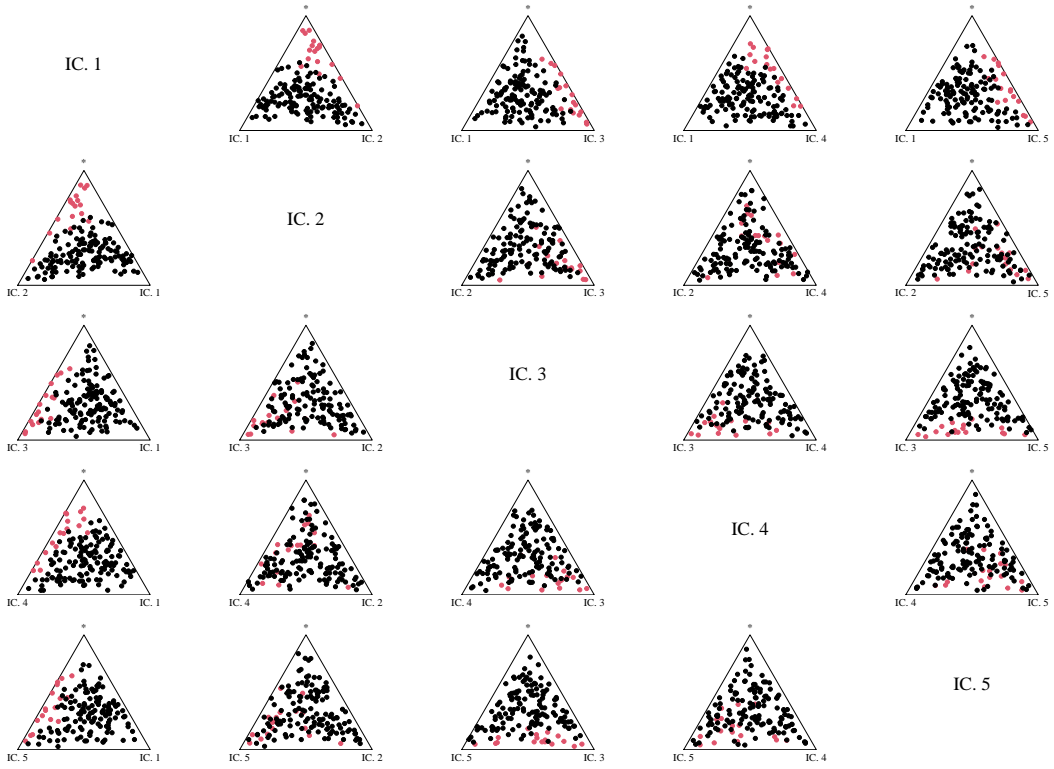 * * * *
IC. 1
IC. 1 IC. 2 IC. 1 IC. 3 IC. 1 IC. 4 IC. 1 IC. 5
* * * *
IC. 2
IC. 2 IC. 1 IC. 2 IC. 3 IC. 2 IC. 4 IC. 2 IC. 5
* * * *
IC. 3
IC. 3 IC. 1 IC. 3 IC. 2 IC. 3 IC. 4 IC. 3 IC. 5
* * * *
IC. 4
IC. 4 IC. 1 IC. 4 IC. 2 IC. 4 IC. 3 IC. 4 IC. 5
* * * *
IC. 5
IC. 5 IC. 1 IC. 5 IC. 2 IC. 5 IC. 3 IC. 5 IC. 4